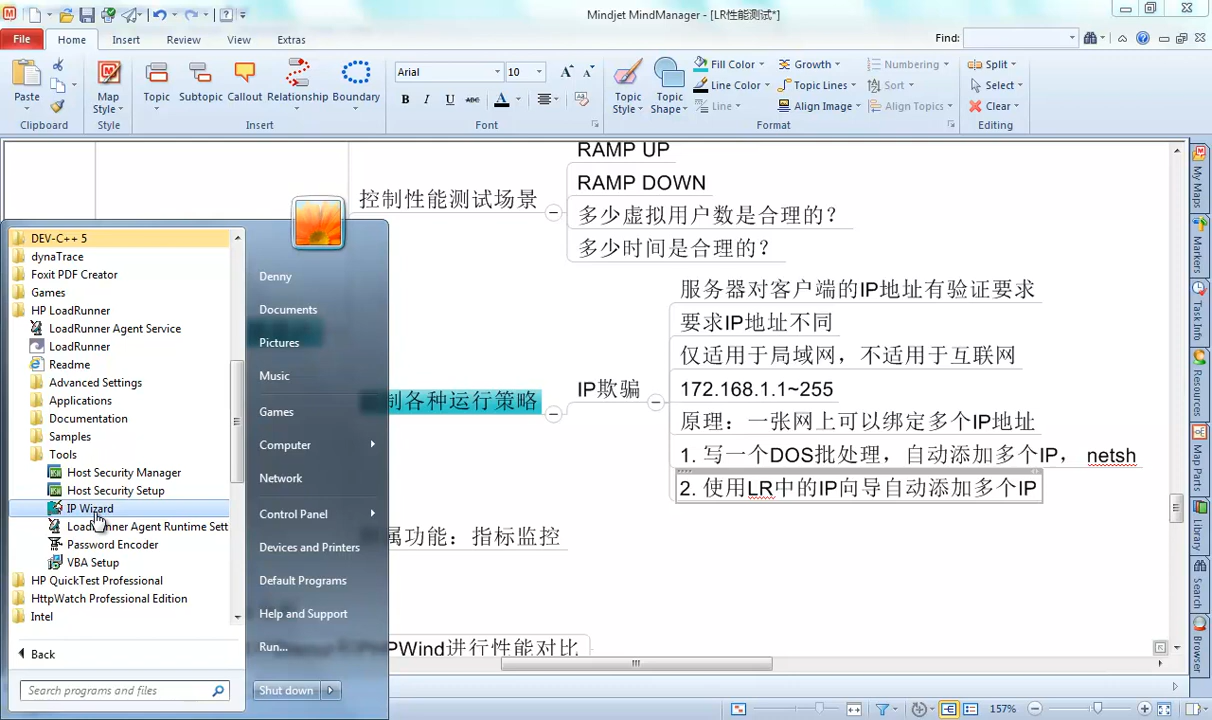 Mindjet MindManager - [LR性能测试*]
File
Home
Insert
Review
View
Extras
Find:
Paste
Map
Style
Topic
Subtopic
Callout
Relationship
Boundary
Arial
10
B I U abc A
Topic
Style
Topic
Shape
Fill Color
Line Color
Line
Growth
Topic Lines
Align Image
Numbering
Sort
Align Topics
Split
Select
Clear
Clipboard
Style
Insert
Font
Format
Editing
RAMP UP
RAMP DOWN
控制性能测试场景
多少虚拟用户数是合理的?
多少时间是合理的?
服务器对客户端的IP地址有验证要求
要求IP地址不同
仅适用于局域网，不适用于互联网
IP欺骗
172.168.1.1~255
制各种运行策略
原理：一张网上可以绑定多个IP地址
1. 写一个DOS批处理，自动添加多个IP， netsh
2. 使用LR中的IP向导自动添加多个IP
属功能：指标监控
PWind进行性能对比
DEV-C++ 5
dynaTrace
Foxit PDF Creator
Games
HP LoadRunner
LoadRunner Agent Service
LoadRunner
Readme
Advanced Settings
Applications
Documentation
Samples
Tools
Host Security Manager
Host Security Setup
IP Wizard
LoadRunner Agent Runtime Sett
Password Encoder
VBA Setup
HP QuickTest Professional
HttpWatch Professional Edition
Intel
Back
Search programs and files
Denny
Documents
Pictures
Music
Games
Computer
Network
Control Panel
Devices and Printers
Default Programs
Help and Support
Run...
Shut down
My Maps
Markers
Task Info
Resources
Map Parts
Library
Search
Browser
157%